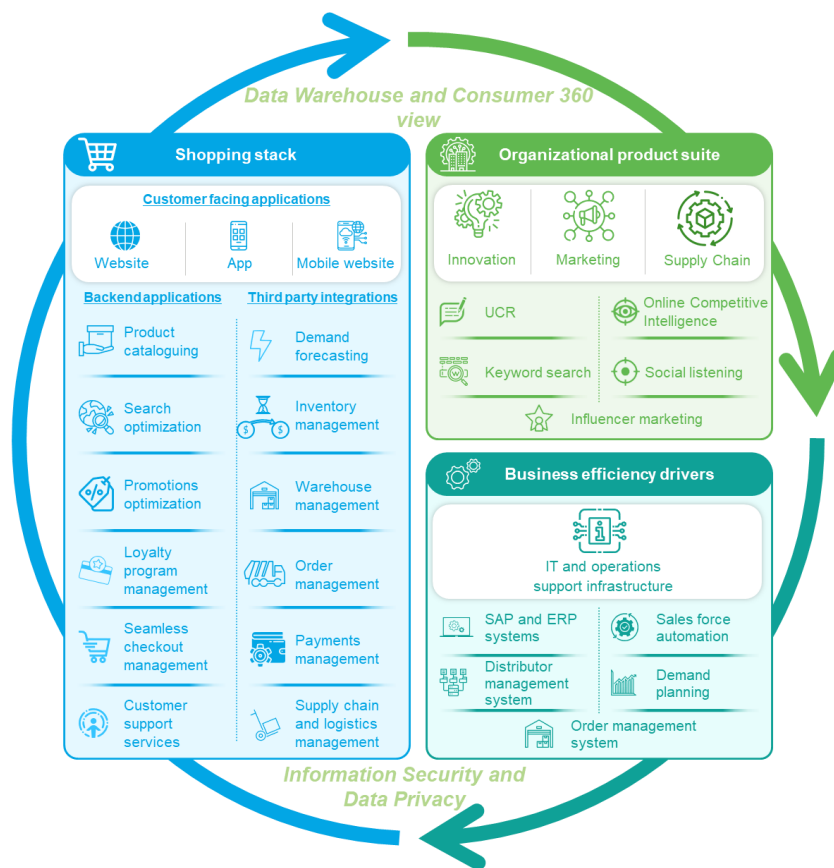 Data Warehouse and Consumer 360
view
Shopping stack
Customer facing applications
Website
App
Mobile website
Backend applications
Third party integrations
Product
cataloguing
Demand
forecasting
Search
optimization
Inventory
management
Promotions
optimization
Warehouse
management
Loyalty
program
management
Order
management
Seamless
checkout
management
Payments
management
Customer
support
services
Supply chain
and logistics
management
Organizational product suite
Innovation
Marketing
Supply Chain
UCR
Online Competitive
Intelligence
Keyword search
Social listening
Influencer marketing
Business efficiency drivers
IT and operations
support infrastructure
SAP and ERP
systems
Sales force
automation
Distributor
management
system
Demand
planning
Order management
system
Information Security and
Data Privacy